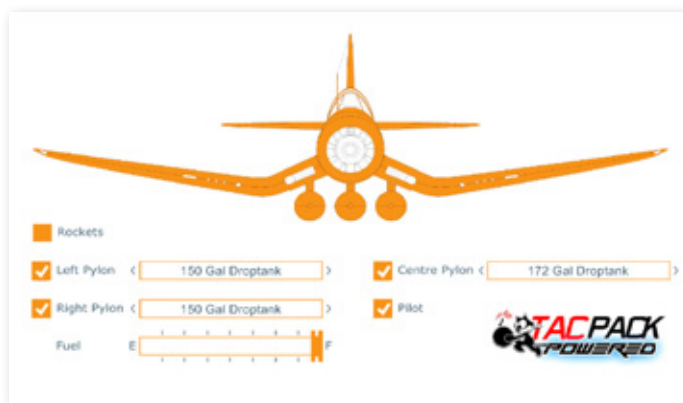 Rockets
Left Pylon < 150 Gal Droptank >
Centre Pylon < 172 Gal Droptank >
Right Pylon < 150 Gal Droptank >
Pilot
Fuel E F
TACPACK
POWERED